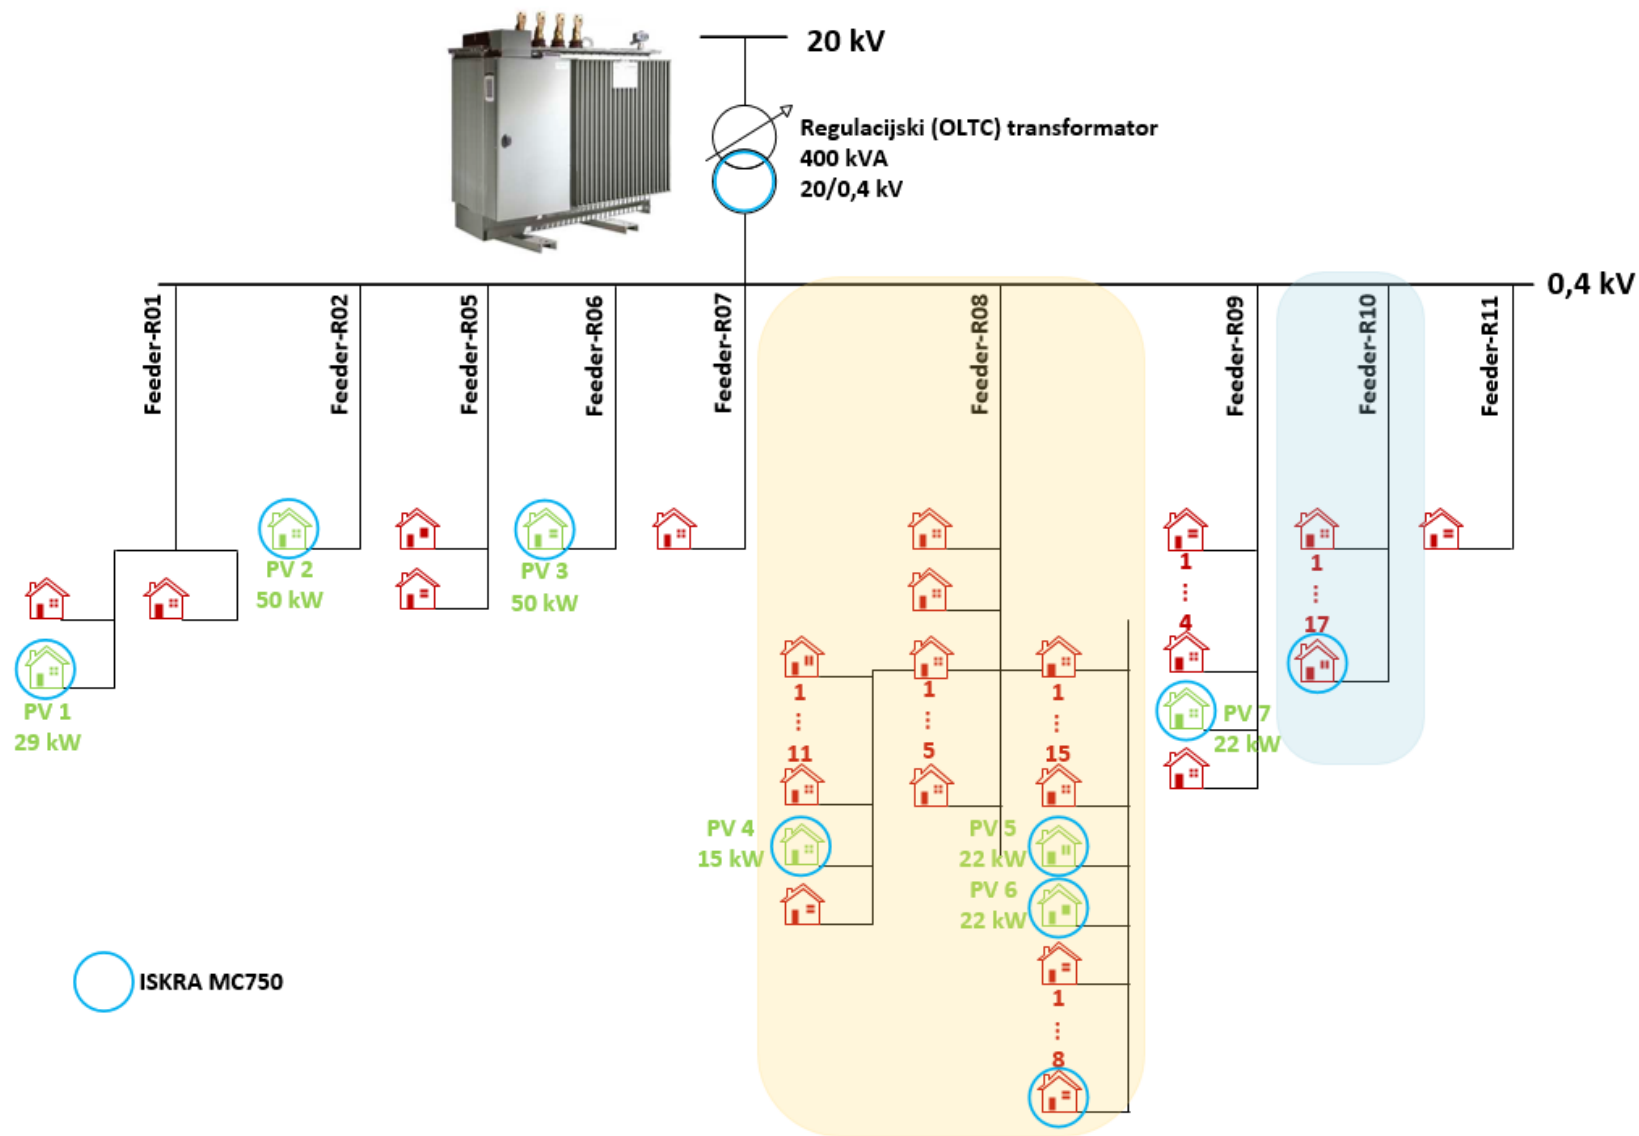 20 kV
Regulacijski (OLTC) transformator
400 kVA
20/0,4 kV
0,4 kV
Feeder-R01
Feeder-R02
Feeder-R05
Feeder-R06
Feeder-R07
Feeder-R08
Feeder-R09
Feeder-R10
Feeder-R11
PV 1
29 kW
PV 2
50 kW
PV 3
50 kW
1
⋮
11
PV 4
15 kW
1
⋮
5
1
⋮
15
PV 5
22 kW
PV 6
22 kW
1
⋮
8
1
⋮
4
PV 7
22 kW
1
⋮
17
ISKRA MC750